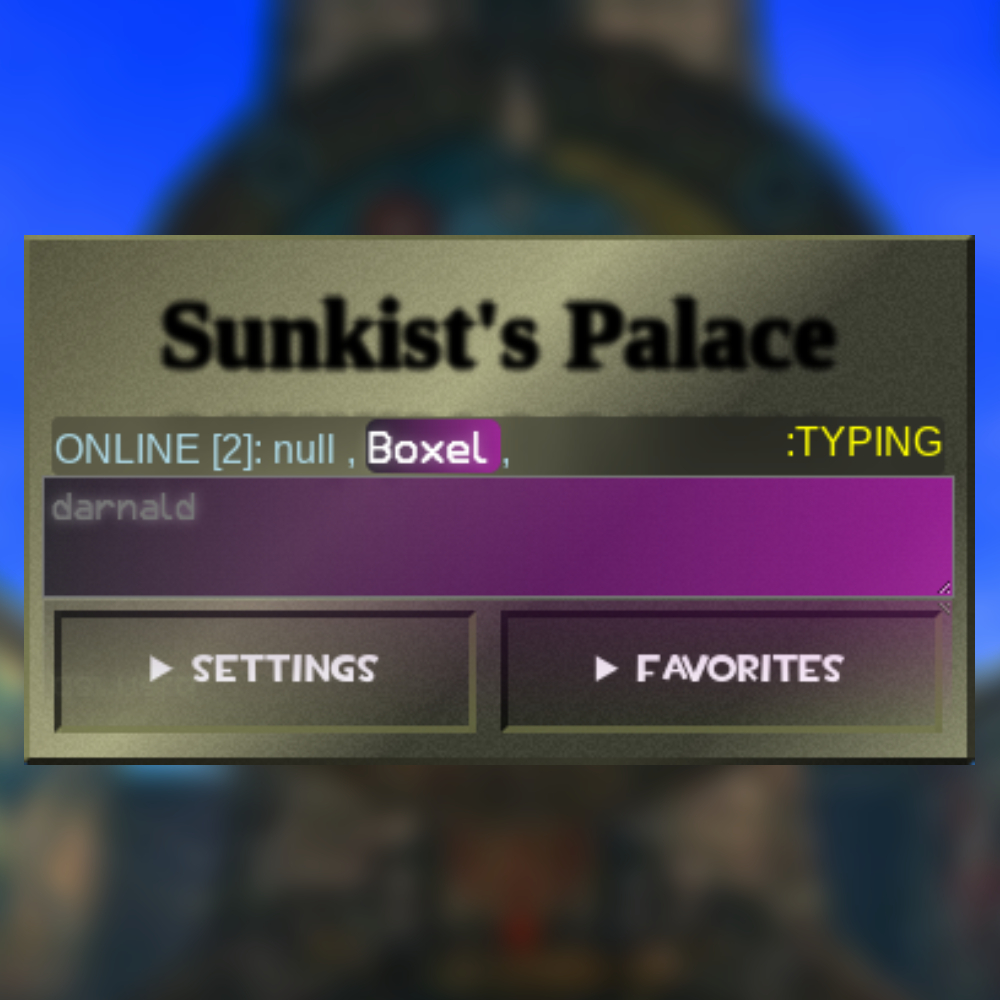 Sunkist's Palace
ONLINE [2]: null , Boxel , :TYPING
darnald
► SETTINGS ► FAVORITES